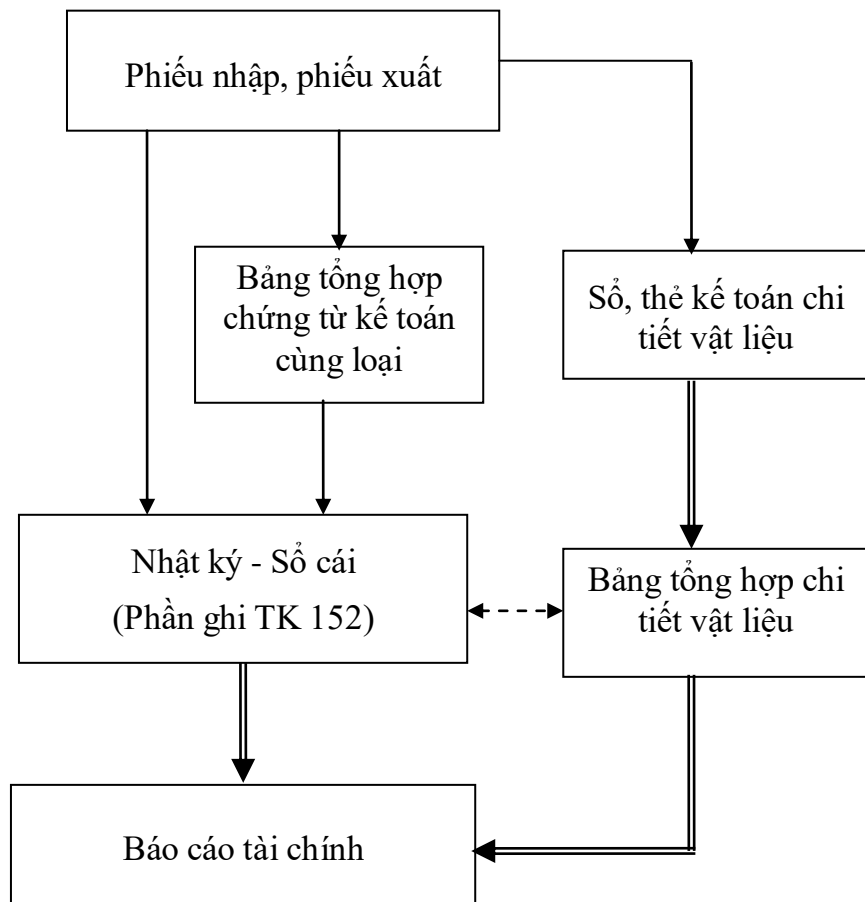 Phiếu nhập, phiếu xuất
Bảng tổng hợp
chứng từ kế toán
cùng loại
Sổ, thẻ kế toán chi
tiết vật liệu
Nhật ký - Sổ cái
(Phần ghi TK 152)
Bảng tổng hợp chi
tiết vật liệu
Báo cáo tài chính